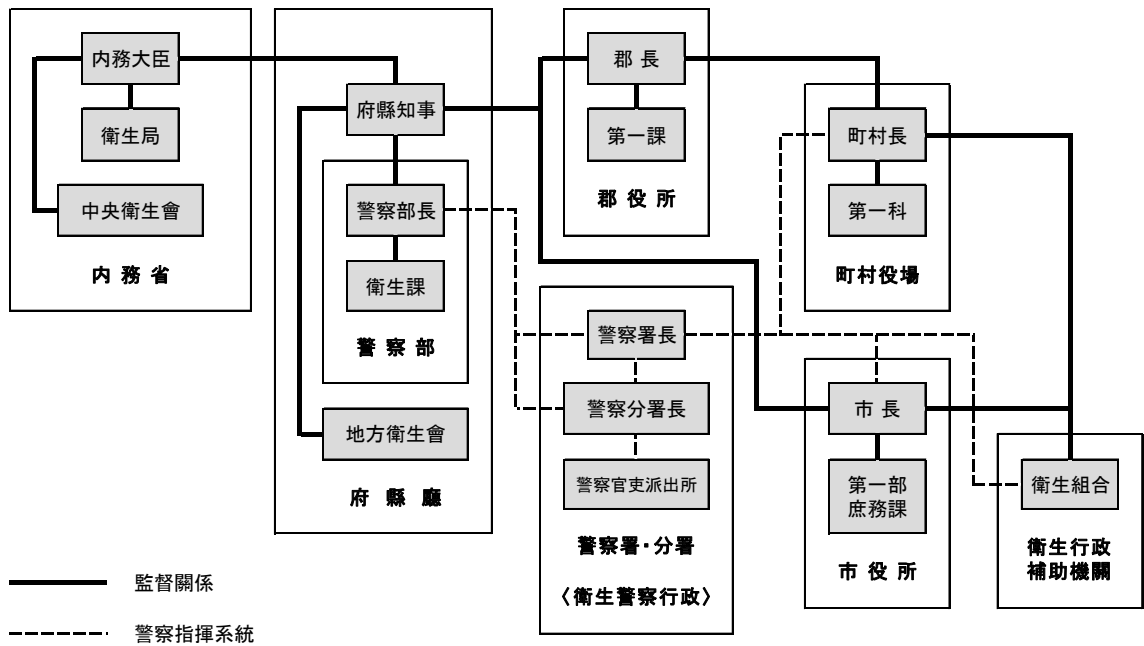 内務大臣
衛生局
中央衛生會
内務省
府縣知事
警察部長
衛生課
警察部
地方衛生會
府縣廳
郡長
第一課
郡役所
警察署長
警察分署長
警察官吏派出所
警察署・分署
〈衛生警察行政〉
町村長
第一科
町村役場
市長
第一部
庶務課
市役所
衛生組合
衛生行政
補助機關
監督關係
警察指揮系統